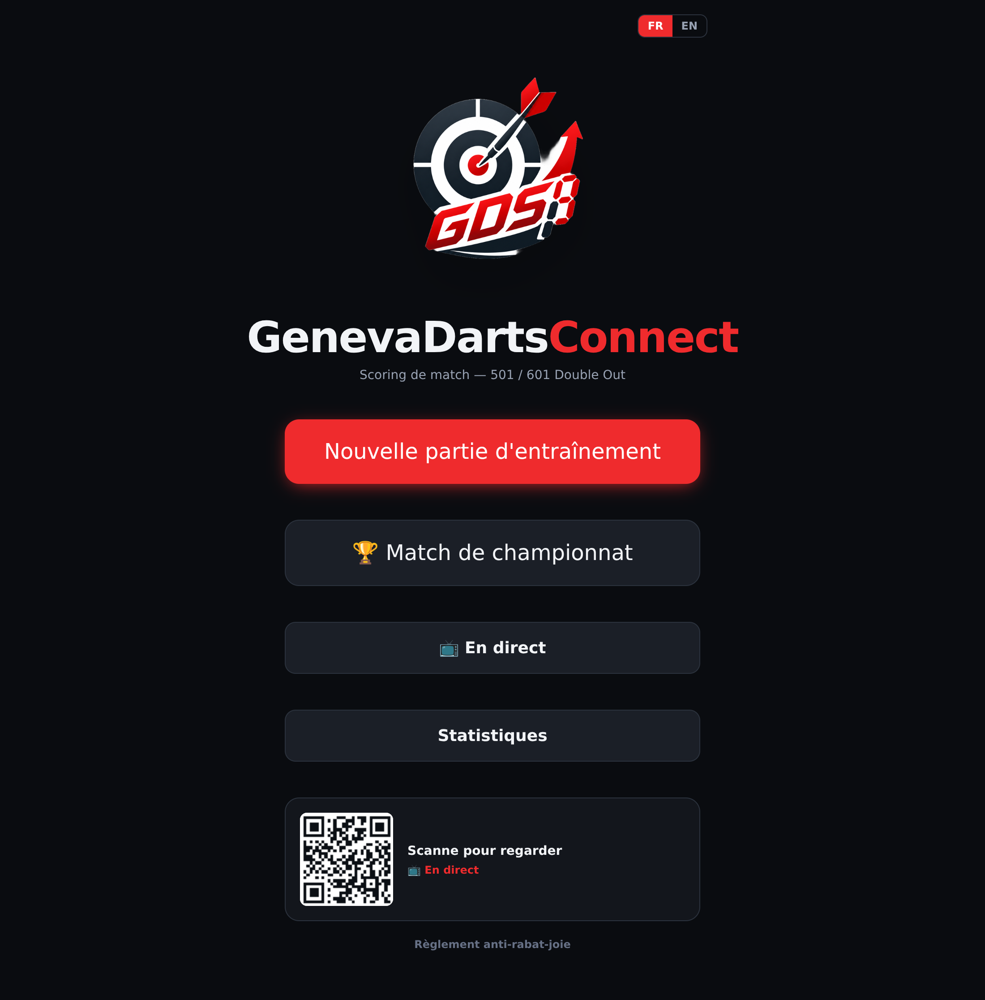 FR EN
GDSP
GenevaDartsConnect
Scoring de match — 501 / 601 Double Out
Nouvelle partie d'entraînement
🏆 Match de championnat
📺 En direct
Statistiques
Scanne pour regarder
📺 En direct
Règlement anti-rabat-joie